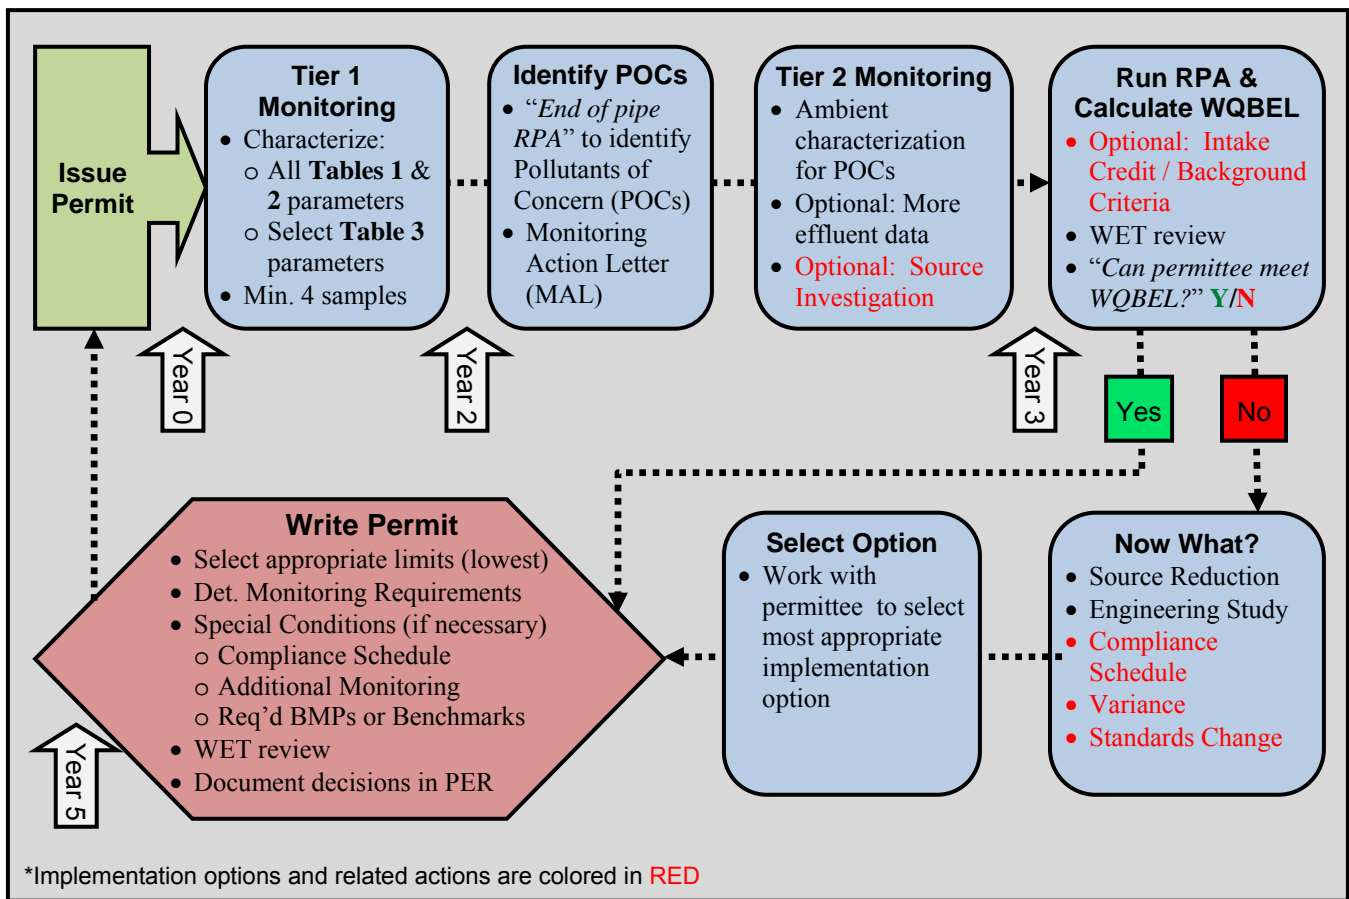 Issue
Permit
Tier 1
Monitoring
• Characterize:
o All Tables 1 &
2 parameters
o Select Table 3
parameters
• Min. 4 samples
Identify POCs
• “End of pipe
RPA” to identify
Pollutants of
Concern (POCs)
• Monitoring
Action Letter
(MAL)
Tier 2 Monitoring
• Ambient
characterization
for POCs
• Optional: More
effluent data
• Optional: Source
Investigation
Run RPA &
Calculate WQBEL
• Optional: Intake
Credit / Background
Criteria
• WET review
• “Can permittee meet
WQBEL?” Y/N
Year 0
Year 2
Year 3
Yes
No
Write Permit
• Select appropriate limits (lowest)
• Det. Monitoring Requirements
• Special Conditions (if necessary)
o Compliance Schedule
o Additional Monitoring
o Req’d BMPs or Benchmarks
• WET review
• Document decisions in PER
Select Option
• Work with
permittee to select
most appropriate
implementation
option
Now What?
• Source Reduction
• Engineering Study
• Compliance
Schedule
• Variance
• Standards Change
Year 5
*Implementation options and related actions are colored in RED